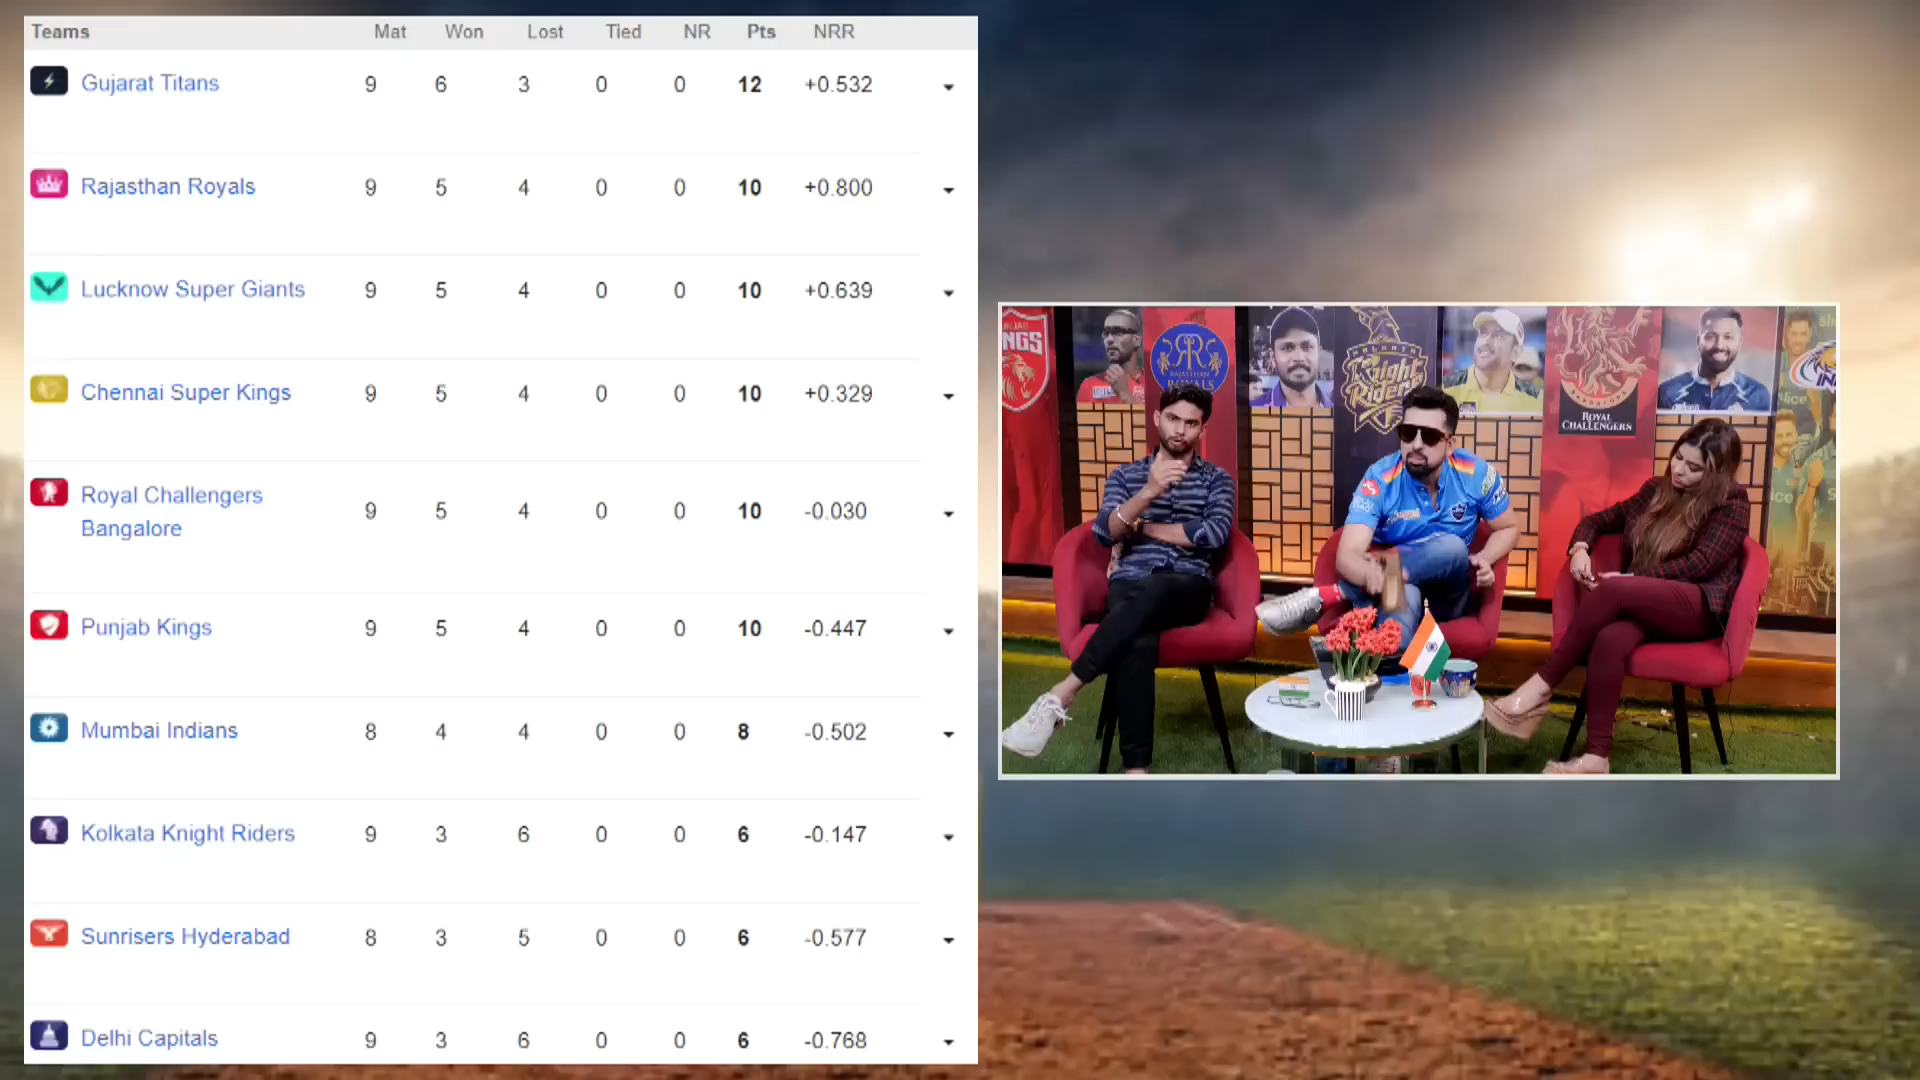 Teams Mat Won Lost Tied NR Pts NRR
Gujarat Titans 9 6 3 0 0 12 +0.532
Rajasthan Royals 9 5 4 0 0 10 +0.800
Lucknow Super Giants 9 5 4 0 0 10 +0.639
Chennai Super Kings 9 5 4 0 0 10 +0.329
Royal Challengers
Bangalore 9 5 4 0 0 10 -0.030
Punjab Kings 9 5 4 0 0 10 -0.447
Mumbai Indians 8 4 4 0 0 8 -0.502
Kolkata Knight Riders 9 3 6 0 0 6 -0.147
Sunrisers Hyderabad 8 3 5 0 0 6 -0.577
Delhi Capitals 9 3 6 0 0 6 -0.768
NGS
RR
RAJASTHAN
ROYALS
Knight
Riders
ROYAL
CHALLENGERS
slice